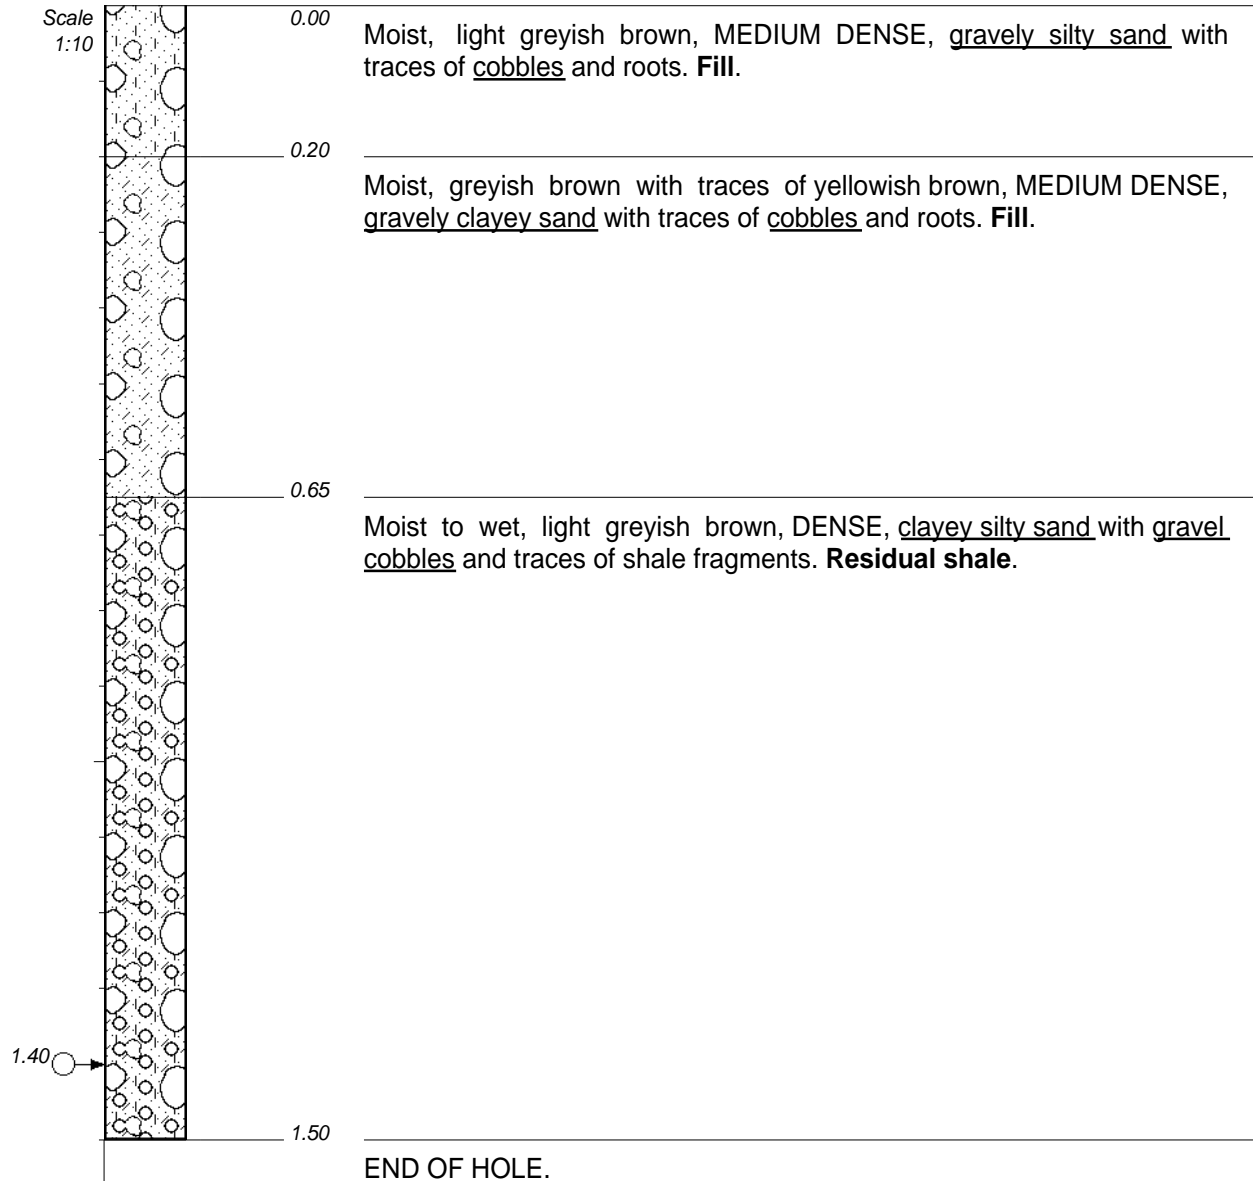 Scale
1:10
0.00
Moist, light greyish brown, MEDIUM DENSE, gravely silty sand with
traces of cobbles and roots. Fill.
0.20
Moist, greyish brown with traces of yellowish brown, MEDIUM DENSE,
gravely clayey sand with traces of cobbles and roots. Fill.
0.65
Moist to wet, light greyish brown, DENSE, clayey silty sand with gravel
cobbles and traces of shale fragments. Residual shale.
1.40
1.50
END OF HOLE.